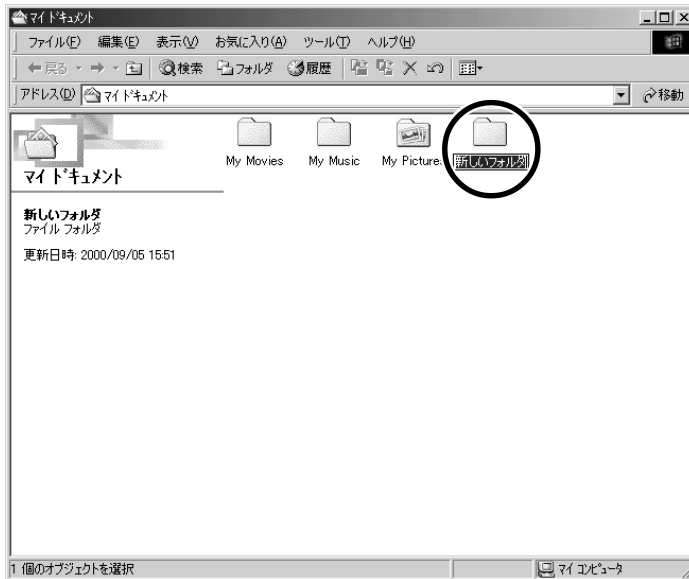 マイ ドキュメント
ファイル(F) 編集(E) 表示(V) お気に入り(A) ツール(T) ヘルプ(H)
戻る 検索 フォルダ 履歴
アドレス(D) マイ ドキュメント 移動
My Movies My Music My Picture 新しいフォルダ
マイ ドキュメント
新しいフォルダ
ファイル フォルダ
更新日時: 2000/09/05 15:51
1 個のオブジェクトを選択 マイ コンピュータ